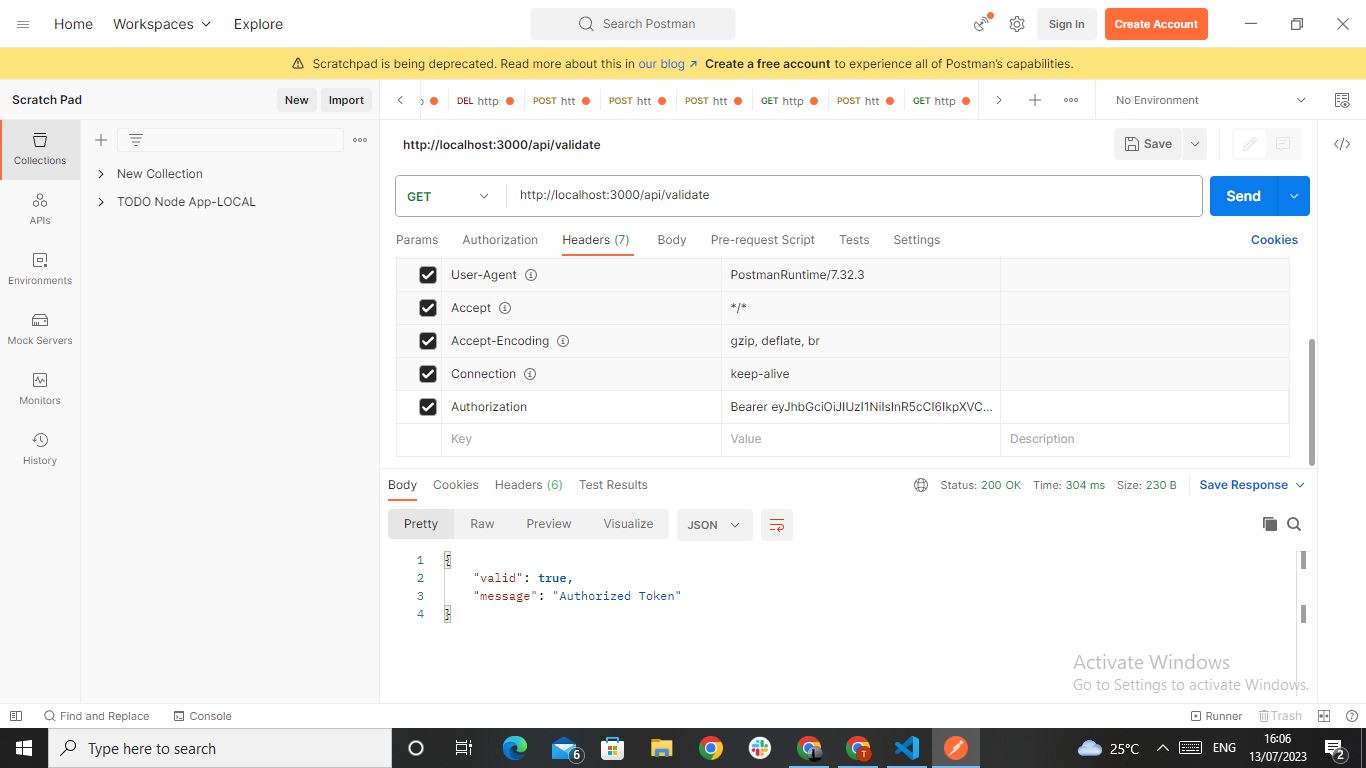 Home Workspaces Explore Search Postman Sign In Create Account
Scratchpad is being deprecated. Read more about this in our blog ↗ Create a free account to experience all of Postman's capabilities.
Scratch Pad New Import DEL http: POST htt POST htt POST htt GET http POST htt GET http No Environment
Collections
APIs
Environments
Mock Servers
Monitors
History
New Collection
TODO Node App-LOCAL
http://localhost:3000/api/validate Save
GET http://localhost:3000/api/validate Send
Params Authorization Headers (7) Body Pre-request Script Tests Settings Cookies
User-Agent PostmanRuntime/7.32.3
Accept */*
Accept-Encoding gzip, deflate, br
Connection keep-alive
Authorization Bearer eyJhbGciOiJIUzI1NiIsInR5cCI6IkpXVC...
Key Value Description
Body Cookies Headers (6) Test Results Status: 200 OK Time: 304 ms Size: 230 B Save Response
Pretty Raw Preview Visualize JSON
1 {
2 "valid": true,
3 "message": "Authorized Token"
4 }
Activate Windows
Go to Settings to activate Windows.
Find and Replace Console Runner Trash
Type here to search 6 T 25°C ENG 16:06 13/07/2023 2